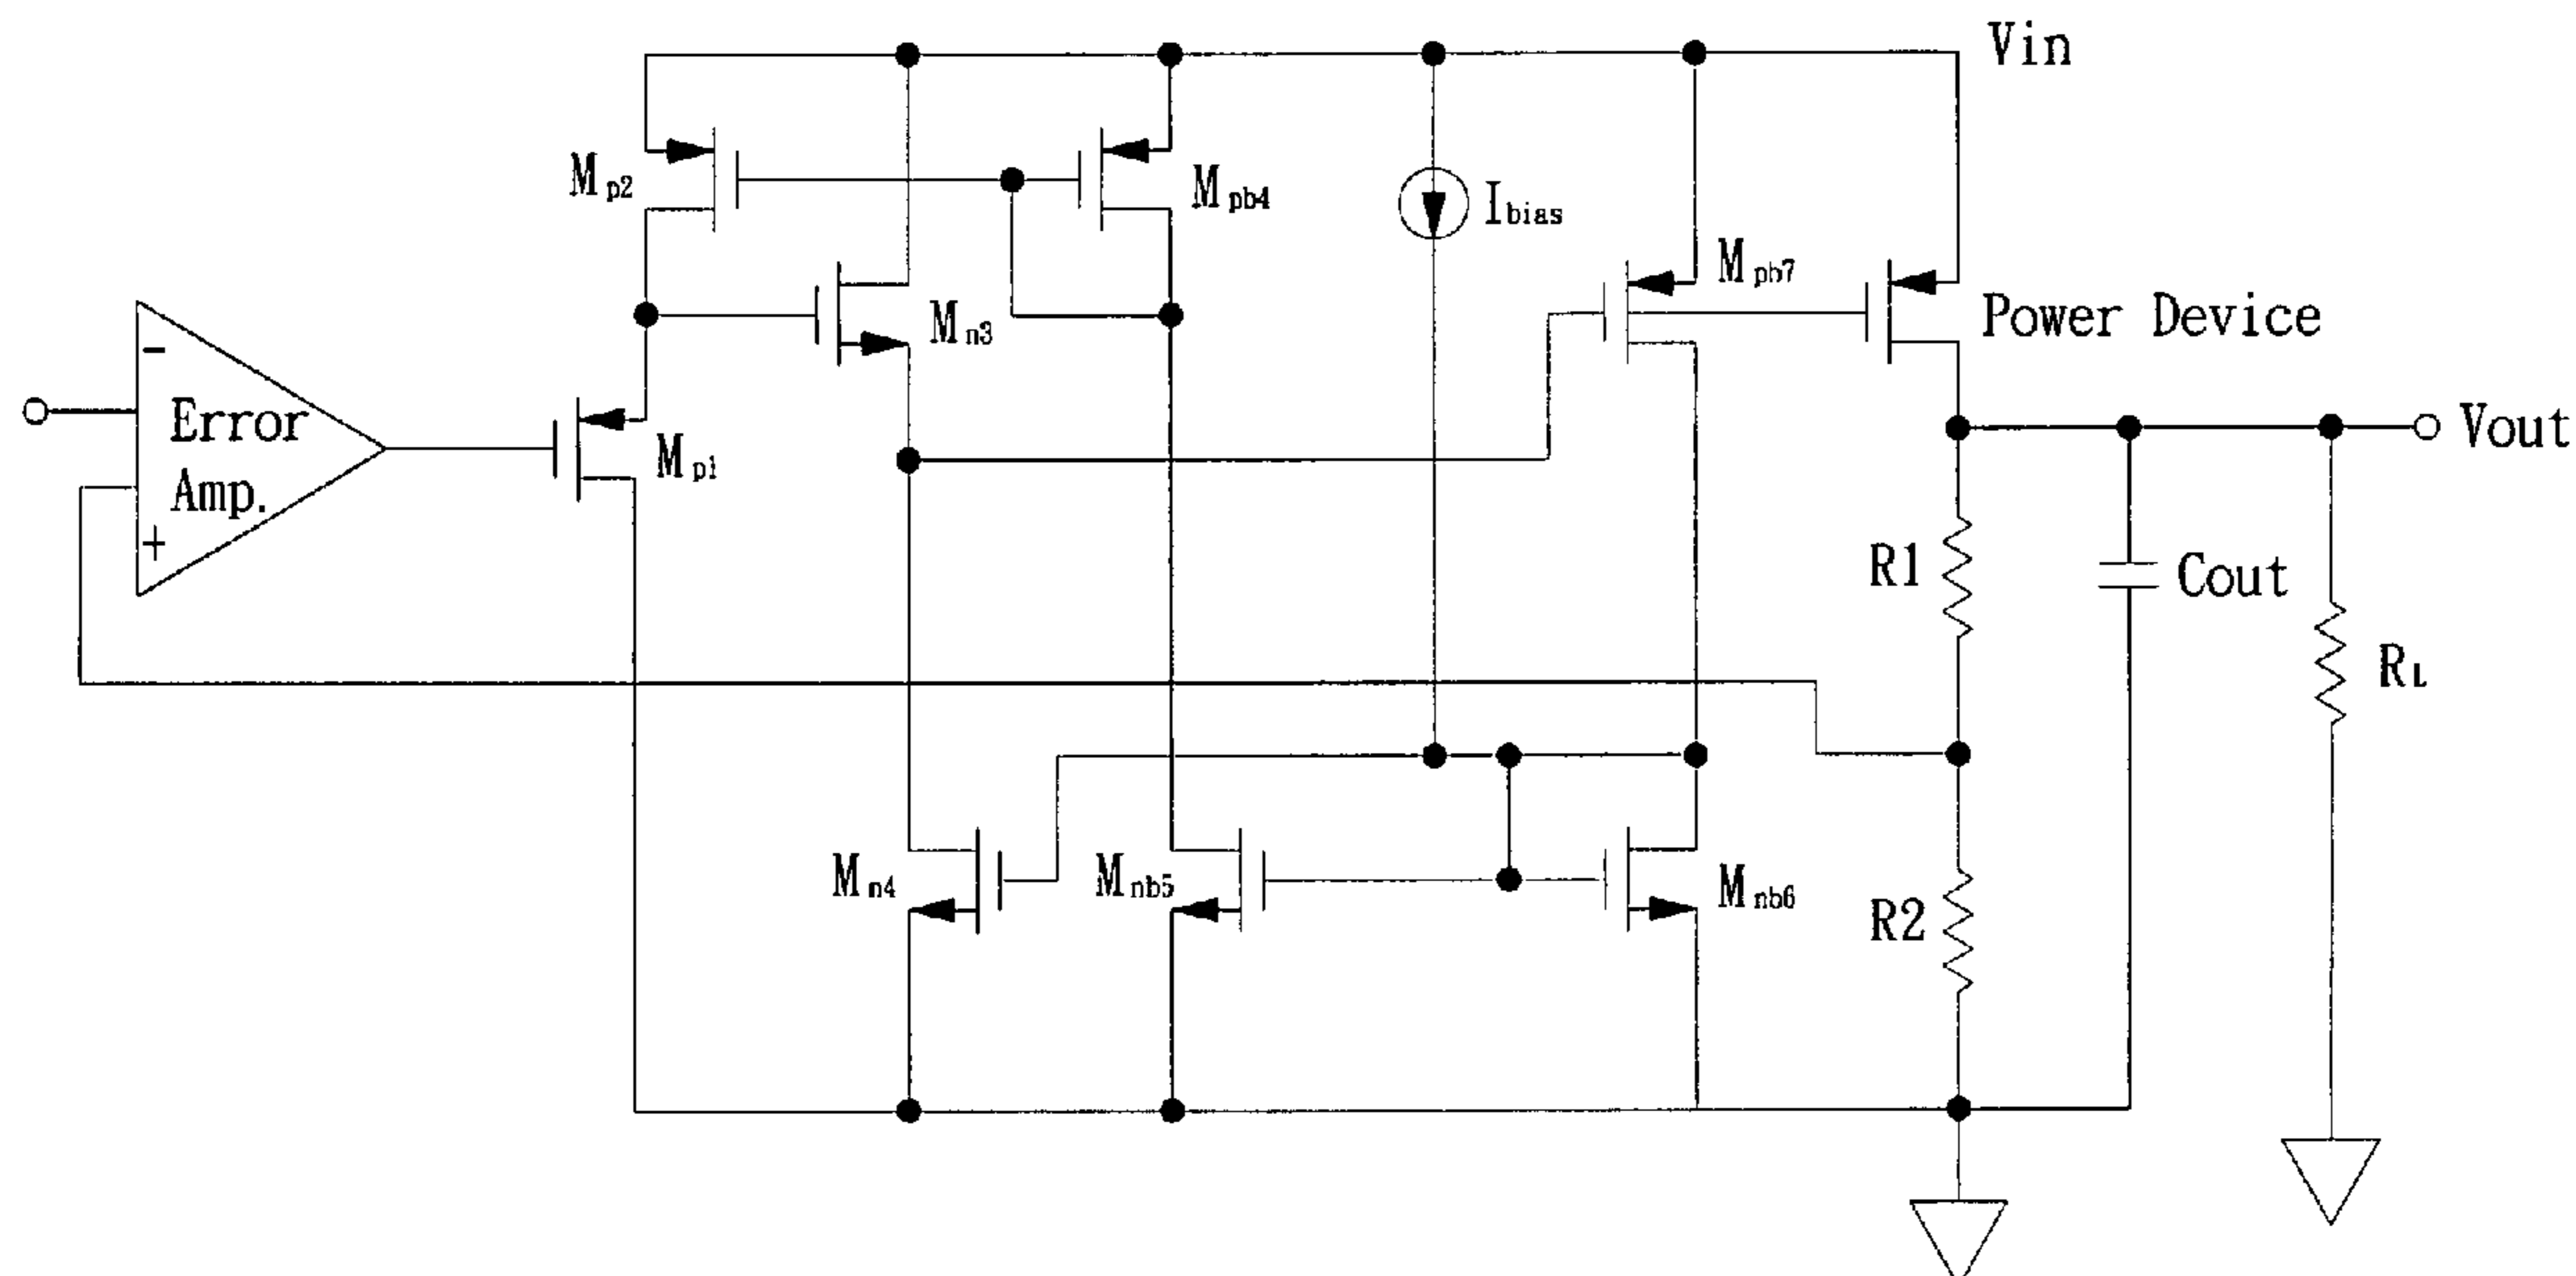 Vin
Mp2
Mpb4
Ibias
Mpb7
Mn3
Power Device
-
Error
Amp.
+
Mp1
Vout
R1
Cout
RL
Mn4
Mnb5
Mnb6
R2